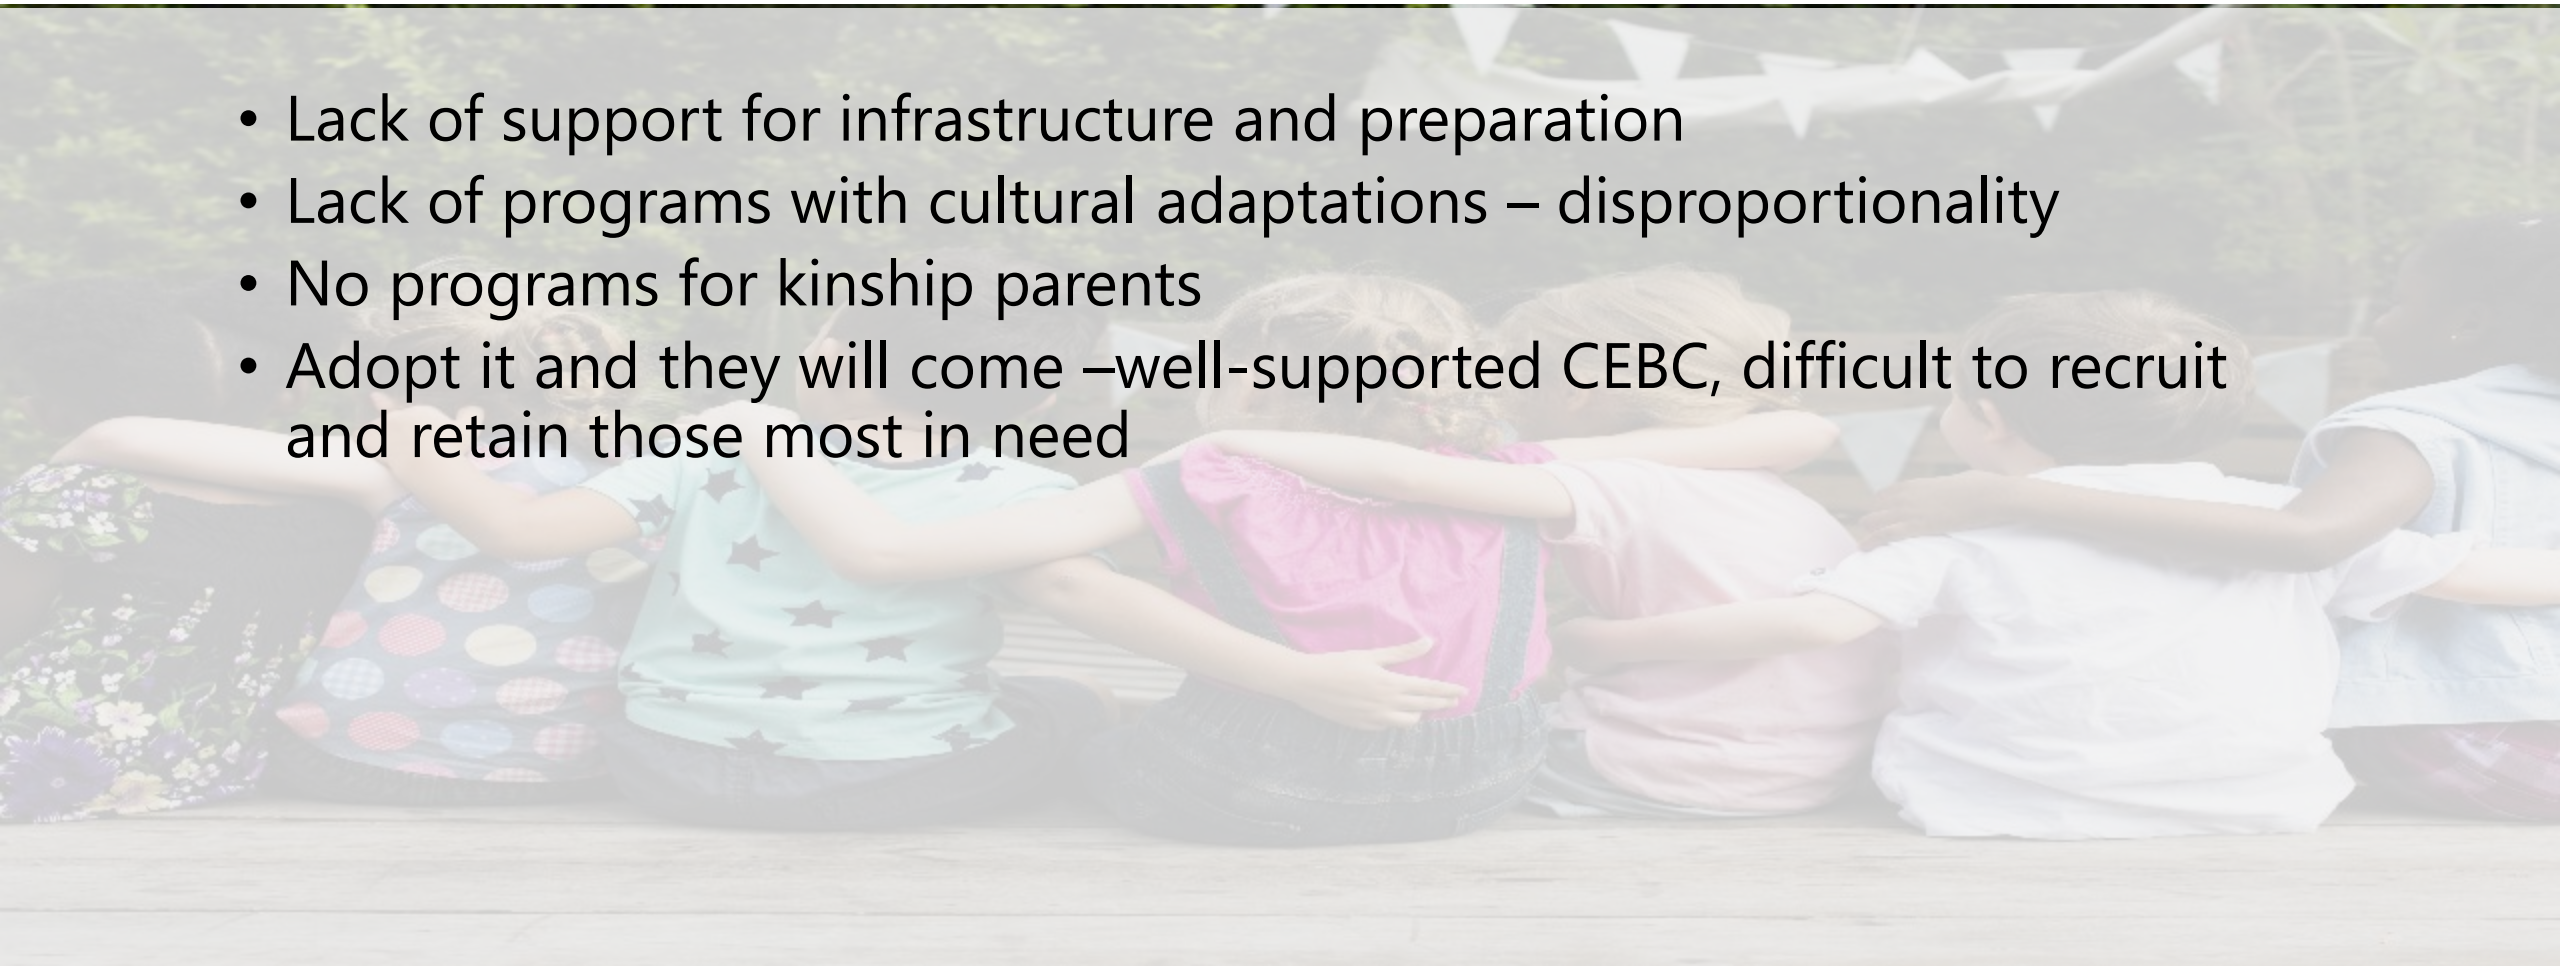 • Lack of support for infrastructure and preparation
• Lack of programs with cultural adaptations – disproportionality
• No programs for kinship parents
• Adopt it and they will come –well-supported CEBC, difficult to recruit
and retain those most in need